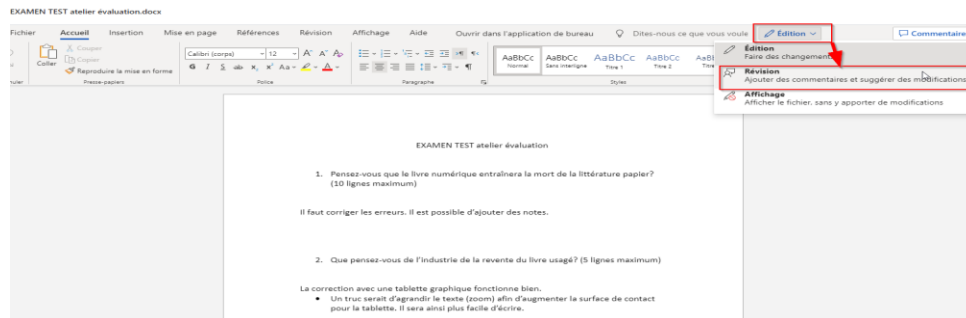 EXAMEN TEST atelier évaluation.docx
Fichier Accueil Insertion Mise en page Références Révision Affichage Aide Ouvrir dans l'application de bureau Dites-nous ce que vous voule Édition Commentaire
Coller
Couper
Copier
Reproduire la mise en forme
Calibri (corps) 12 A^ A˅
G I S ab x, x' Aa A
AaBbCc AaBbCc AaBbCc AaBbCc AaBl
Normal Sans interligne Titre 1 Titre 2 Titre
Presse-papiers Police Paragraphe Styles
Édition
Faire des changement
Révision
Ajouter des commentaires et suggérer des modifications
Affichage
Afficher le fichier, sans y apporter de modifications
EXAMEN TEST atelier évaluation
1. Pensez-vous que le livre numérique entraînera la mort de la littérature papier?
(10 lignes maximum)
Il faut corriger les erreurs. Il est possible d'ajouter des notes.
2. Que pensez-vous de l'industrie de la revente du livre usagé? (5 lignes maximum)
La correction avec une tablette graphique fonctionne bien.
• Un truc serait d'agrandir le texte (zoom) afin d'augmenter la surface de contact
pour la tablette. Il sera ainsi plus facile d'écrire.